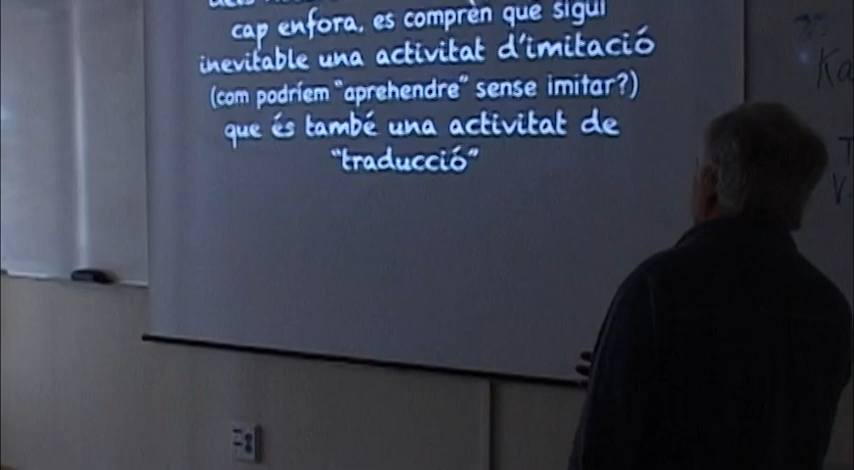 cap enfora, es comprèn que sigui
inevitable una activitat d'imitació
(com podríem "aprehendre" sense imitar?)
que és també una activitat de
"traducció"
Ka
T
V